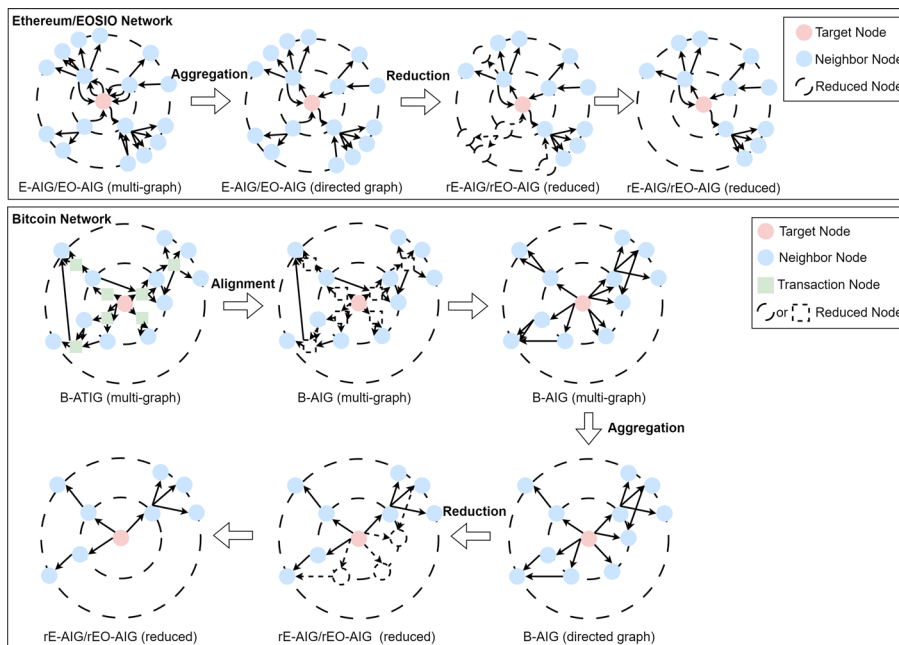 Ethereum/EOSIO Network
Target Node
Neighbor Node
Reduced Node
Aggregation
Reduction
E-AIG/EO-AIG (multi-graph)
E-AIG/EO-AIG (directed graph)
rE-AIG/rEO-AIG (reduced)
rE-AIG/rEO-AIG (reduced)
Bitcoin Network
Target Node
Neighbor Node
Transaction Node
or
Reduced Node
Alignment
B-ATIG (multi-graph)
B-AIG (multi-graph)
B-AIG (multi-graph)
Aggregation
Reduction
rE-AIG/rEO-AIG (reduced)
rE-AIG/rEO-AIG (reduced)
B-AIG (directed graph)